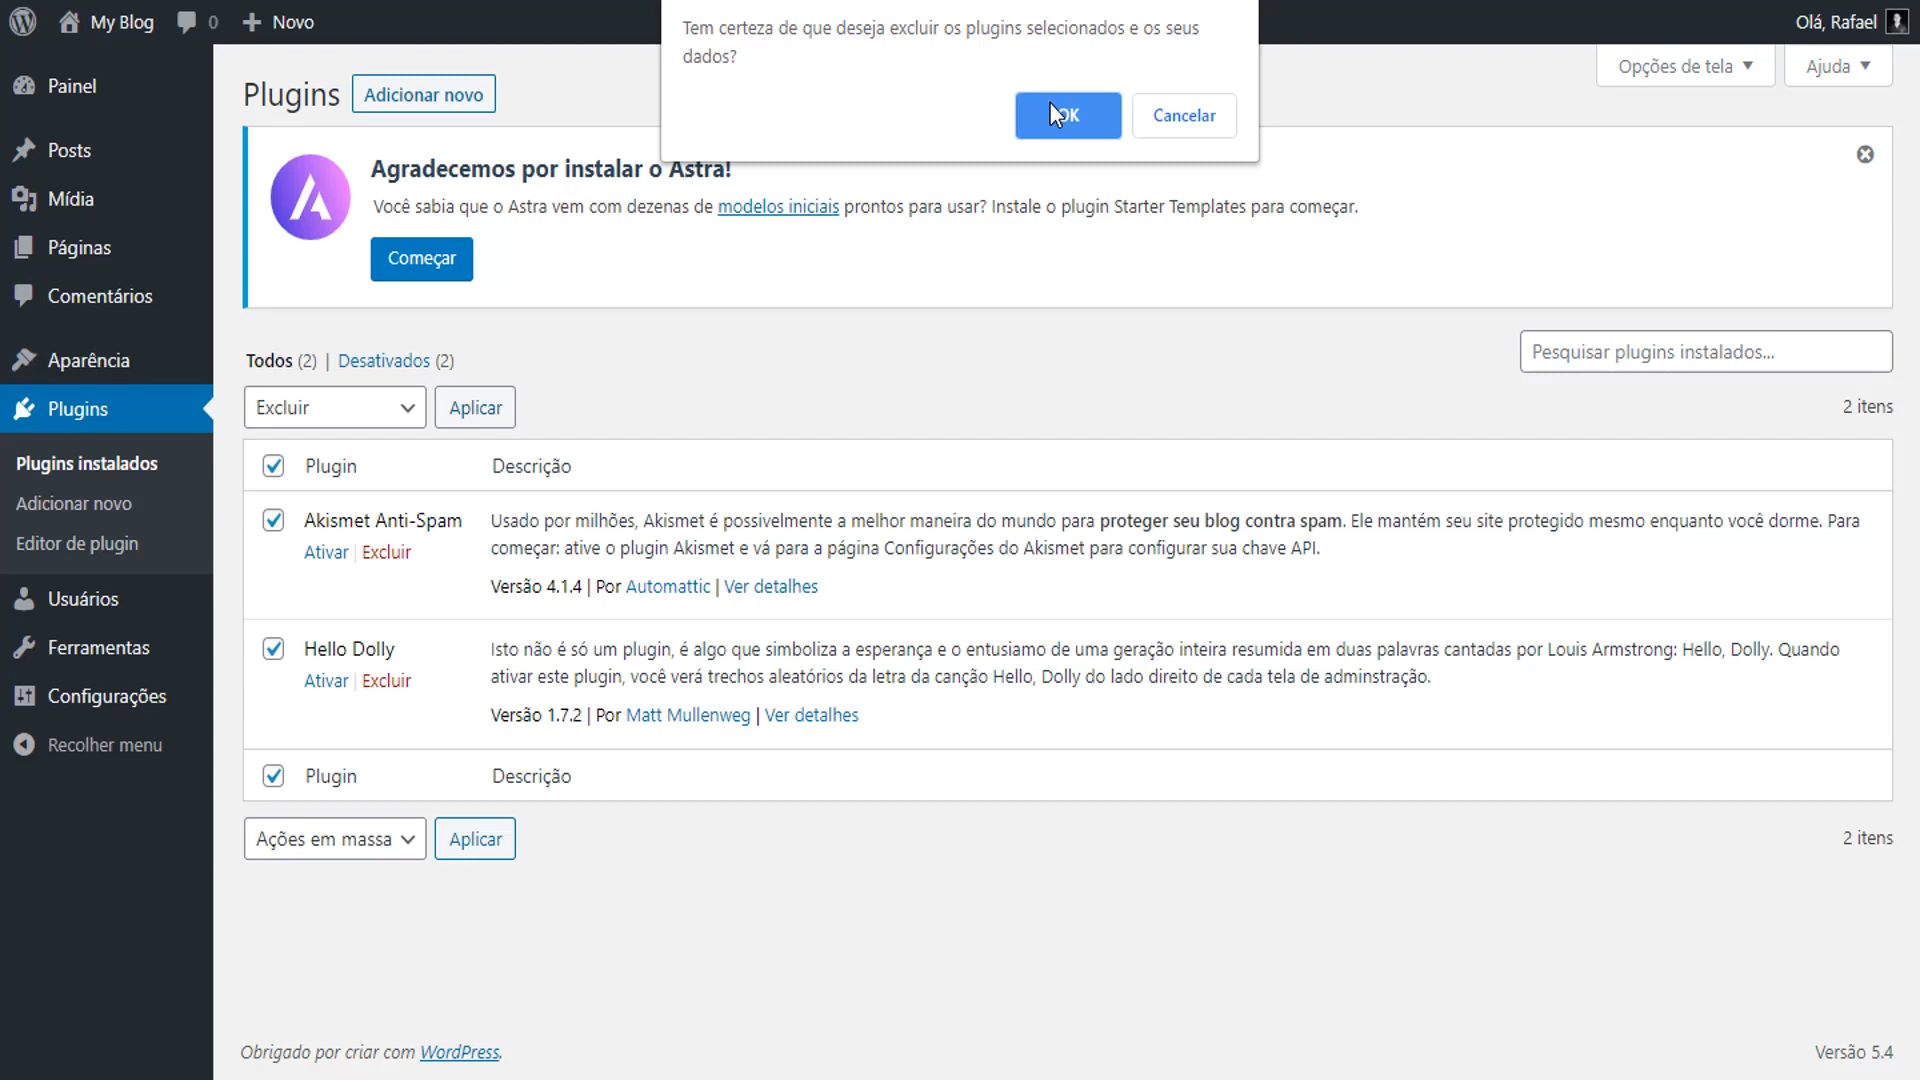 My Blog
0
Novo
Olá, Rafael
Tem certeza de que deseja excluir os plugins selecionados e os seus
dados?
OK
Cancelar
Opções de tela
Ajuda
Painel
Posts
Mídia
Páginas
Comentários
Aparência
Plugins
Plugins instalados
Adicionar novo
Editor de plugin
Usuários
Ferramentas
Configurações
Recolher menu
Plugins
Adicionar novo
Agradecemos por instalar o Astra!
Você sabia que o Astra vem com dezenas de modelos iniciais prontos para usar? Instale o plugin Starter Templates para começar.
Começar
Todos (2) | Desativados (2)
Pesquisar plugins instalados...
Excluir
Aplicar
2 itens
Plugin
Descrição
Akismet Anti-Spam
Ativar | Excluir
Usado por milhões, Akismet é possivelmente a melhor maneira do mundo para proteger seu blog contra spam. Ele mantém seu site protegido mesmo enquanto você dorme. Para
começar: ative o plugin Akismet e vá para a página Configurações do Akismet para configurar sua chave API.
Versão 4.1.4 | Por Automattic | Ver detalhes
Hello Dolly
Ativar | Excluir
Isto não é só um plugin, é algo que simboliza a esperança e o entusiamo de uma geração inteira resumida em duas palavras cantadas por Louis Armstrong: Hello, Dolly. Quando
ativar este plugin, você verá trechos aleatórios da letra da canção Hello, Dolly do lado direito de cada tela de adminstração.
Versão 1.7.2 | Por Matt Mullenweg | Ver detalhes
Plugin
Descrição
Ações em massa
Aplicar
2 itens
Obrigado por criar com WordPress.
Versão 5.4